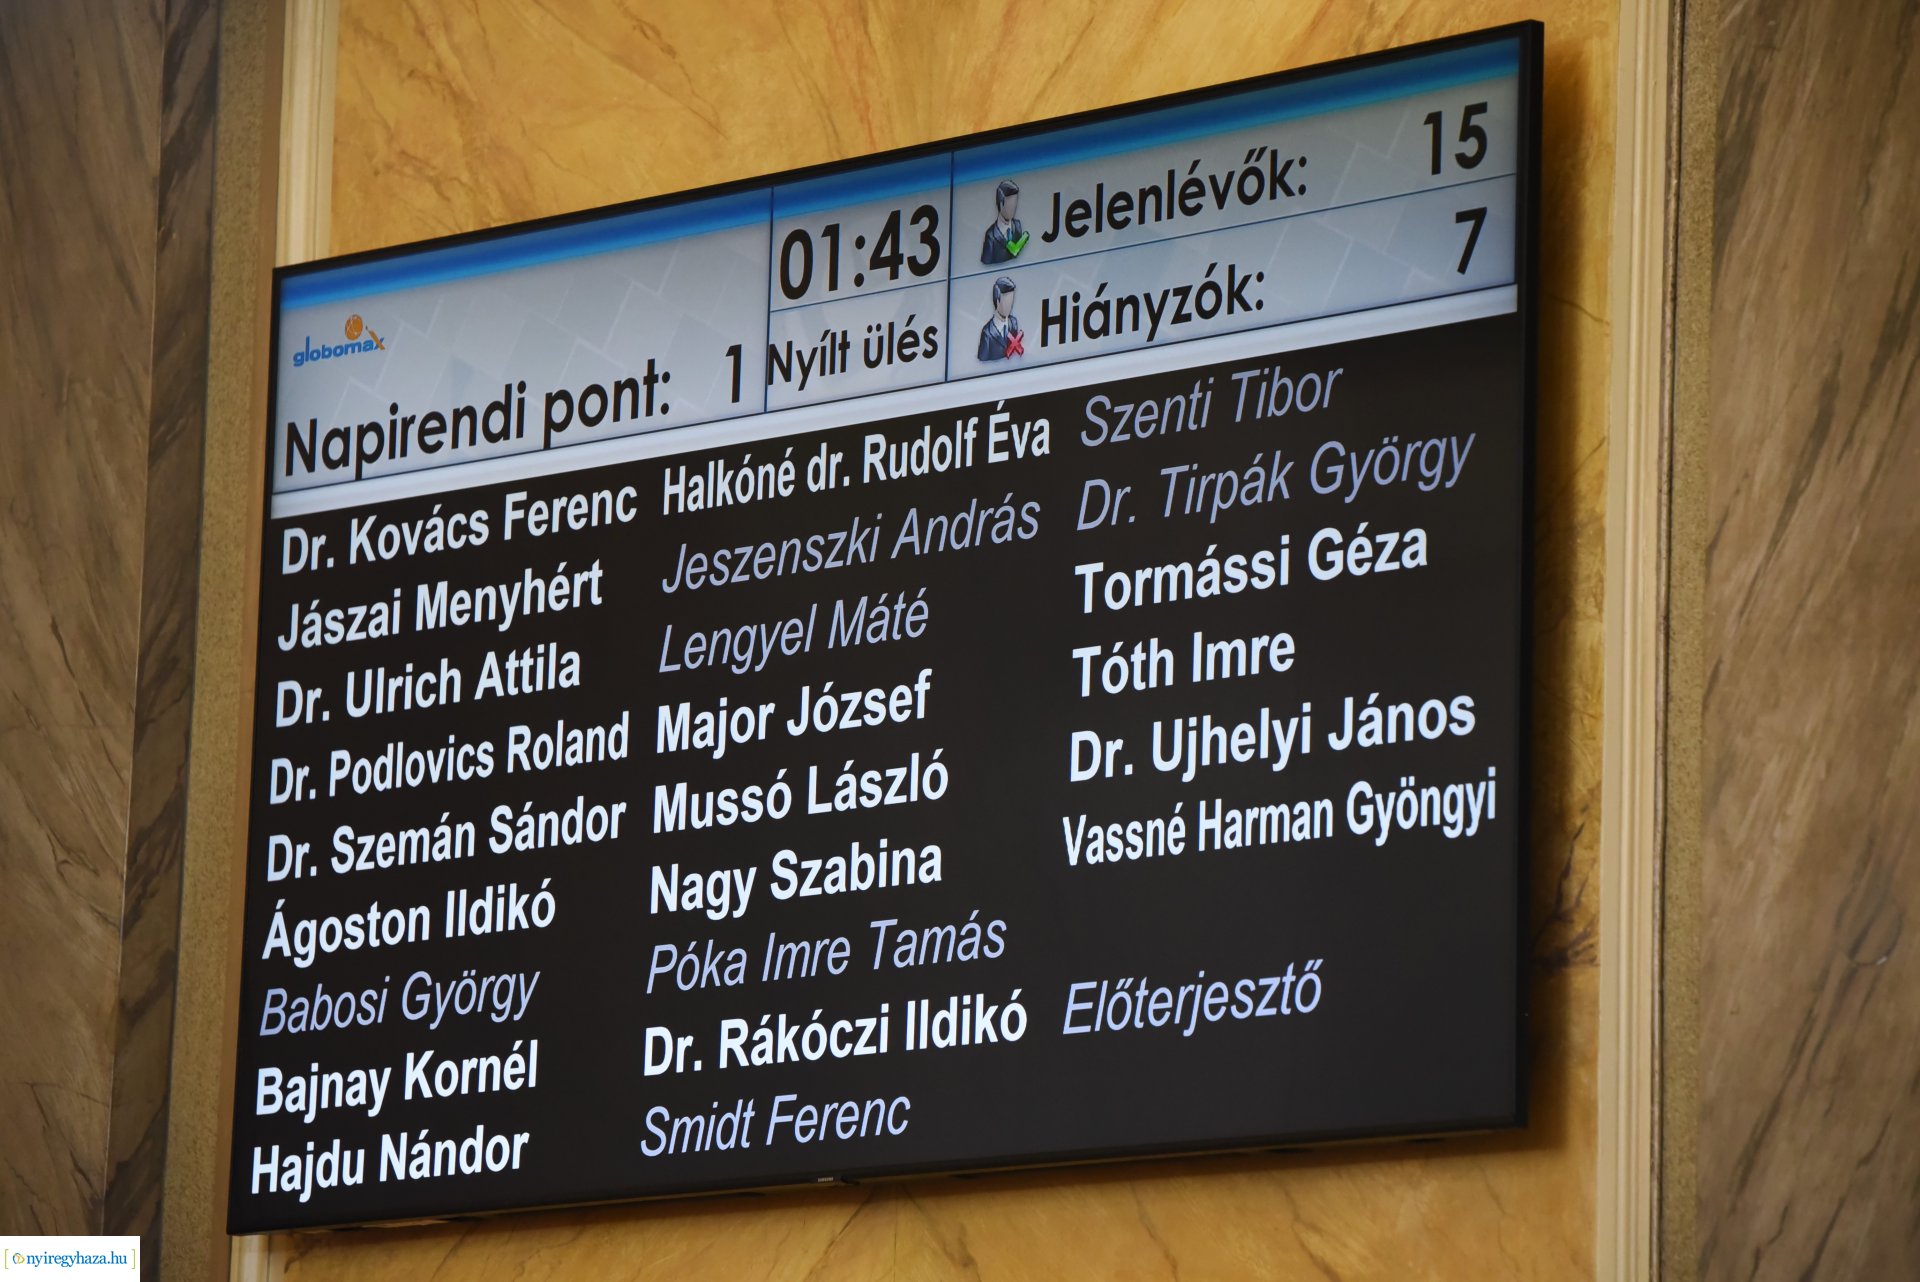 globomax
Napirendi pont: 1
01:43
Nyílt ülés
Jelenlévők: 15
Hiányzók: 7
Dr. Kovács Ferenc
Jászai Menyhért
Dr. Ulrich Attila
Dr. Podlovics Roland
Dr. Szemán Sándor
Ágoston Ildikó
Babosi György
Bajnay Kornél
Hajdu Nándor
Halkóné dr. Rudolf Éva
Jeszenszki András
Lengyel Máté
Major József
Mussó László
Nagy Szabina
Póka Imre Tamás
Dr. Rákóczi Ildikó
Smidt Ferenc
Szenti Tibor
Dr. Tirpák György
Tormássi Géza
Tóth Imre
Dr. Ujhelyi János
Vassné Harman Gyöngyi
Előterjesztő
SAMSUNG
[nyiregyhaza.hu]